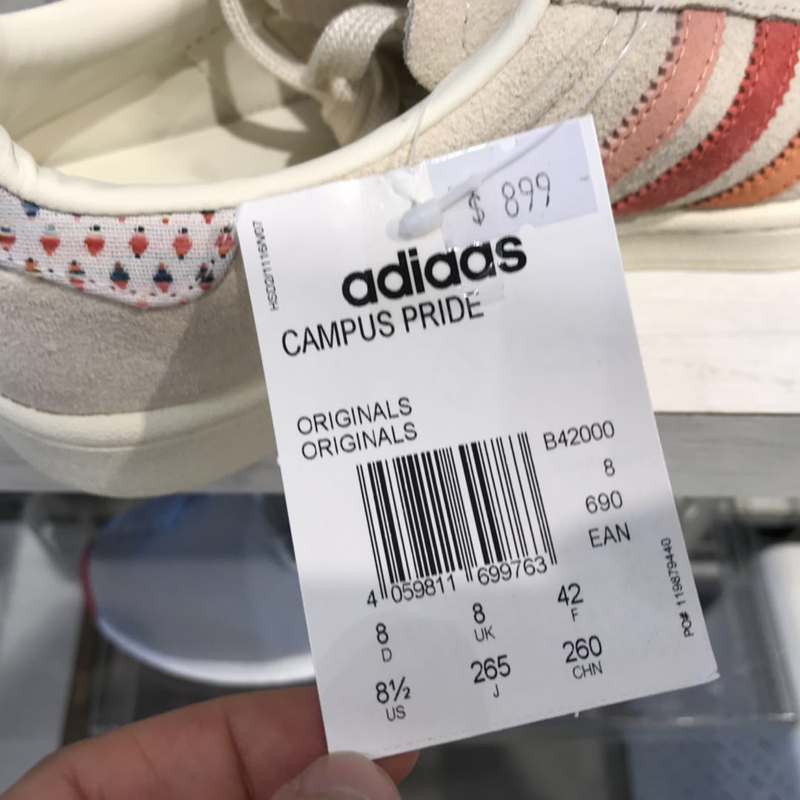 $ 899
HSD01115M07
adidas
CAMPUS PRIDE
ORIGINALS
ORIGINALS
B42000
8
690
EAN
4 059811 699763
8
D
8
UK
42
F
8½
US
265
J
260
CHN
PO# 119879440